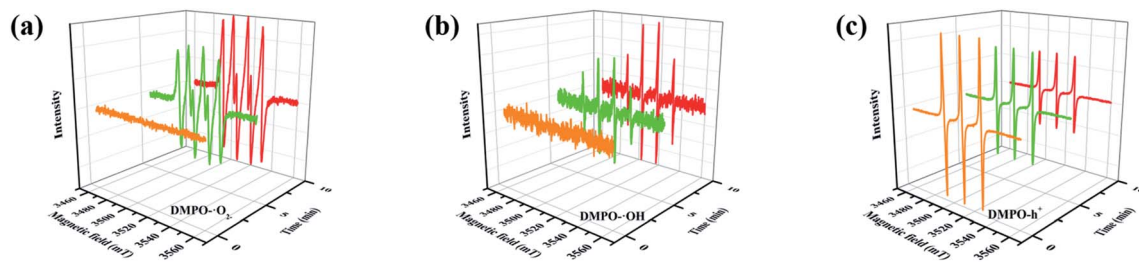 (a)
Intensity
3460
3480
3500
3520
3540
3560
Magnetic field (mT)
0
5
10
Time (min)
DMPO-·O₂-
(b)
Intensity
3460
3480
3500
3520
3540
3560
Magnetic field (mT)
0
5
10
Time (min)
DMPO-·OH
(c)
Intensity
3460
3480
3500
3520
3540
3560
Magnetic field (mT)
0
5
10
Time (min)
DMPO-h⁺